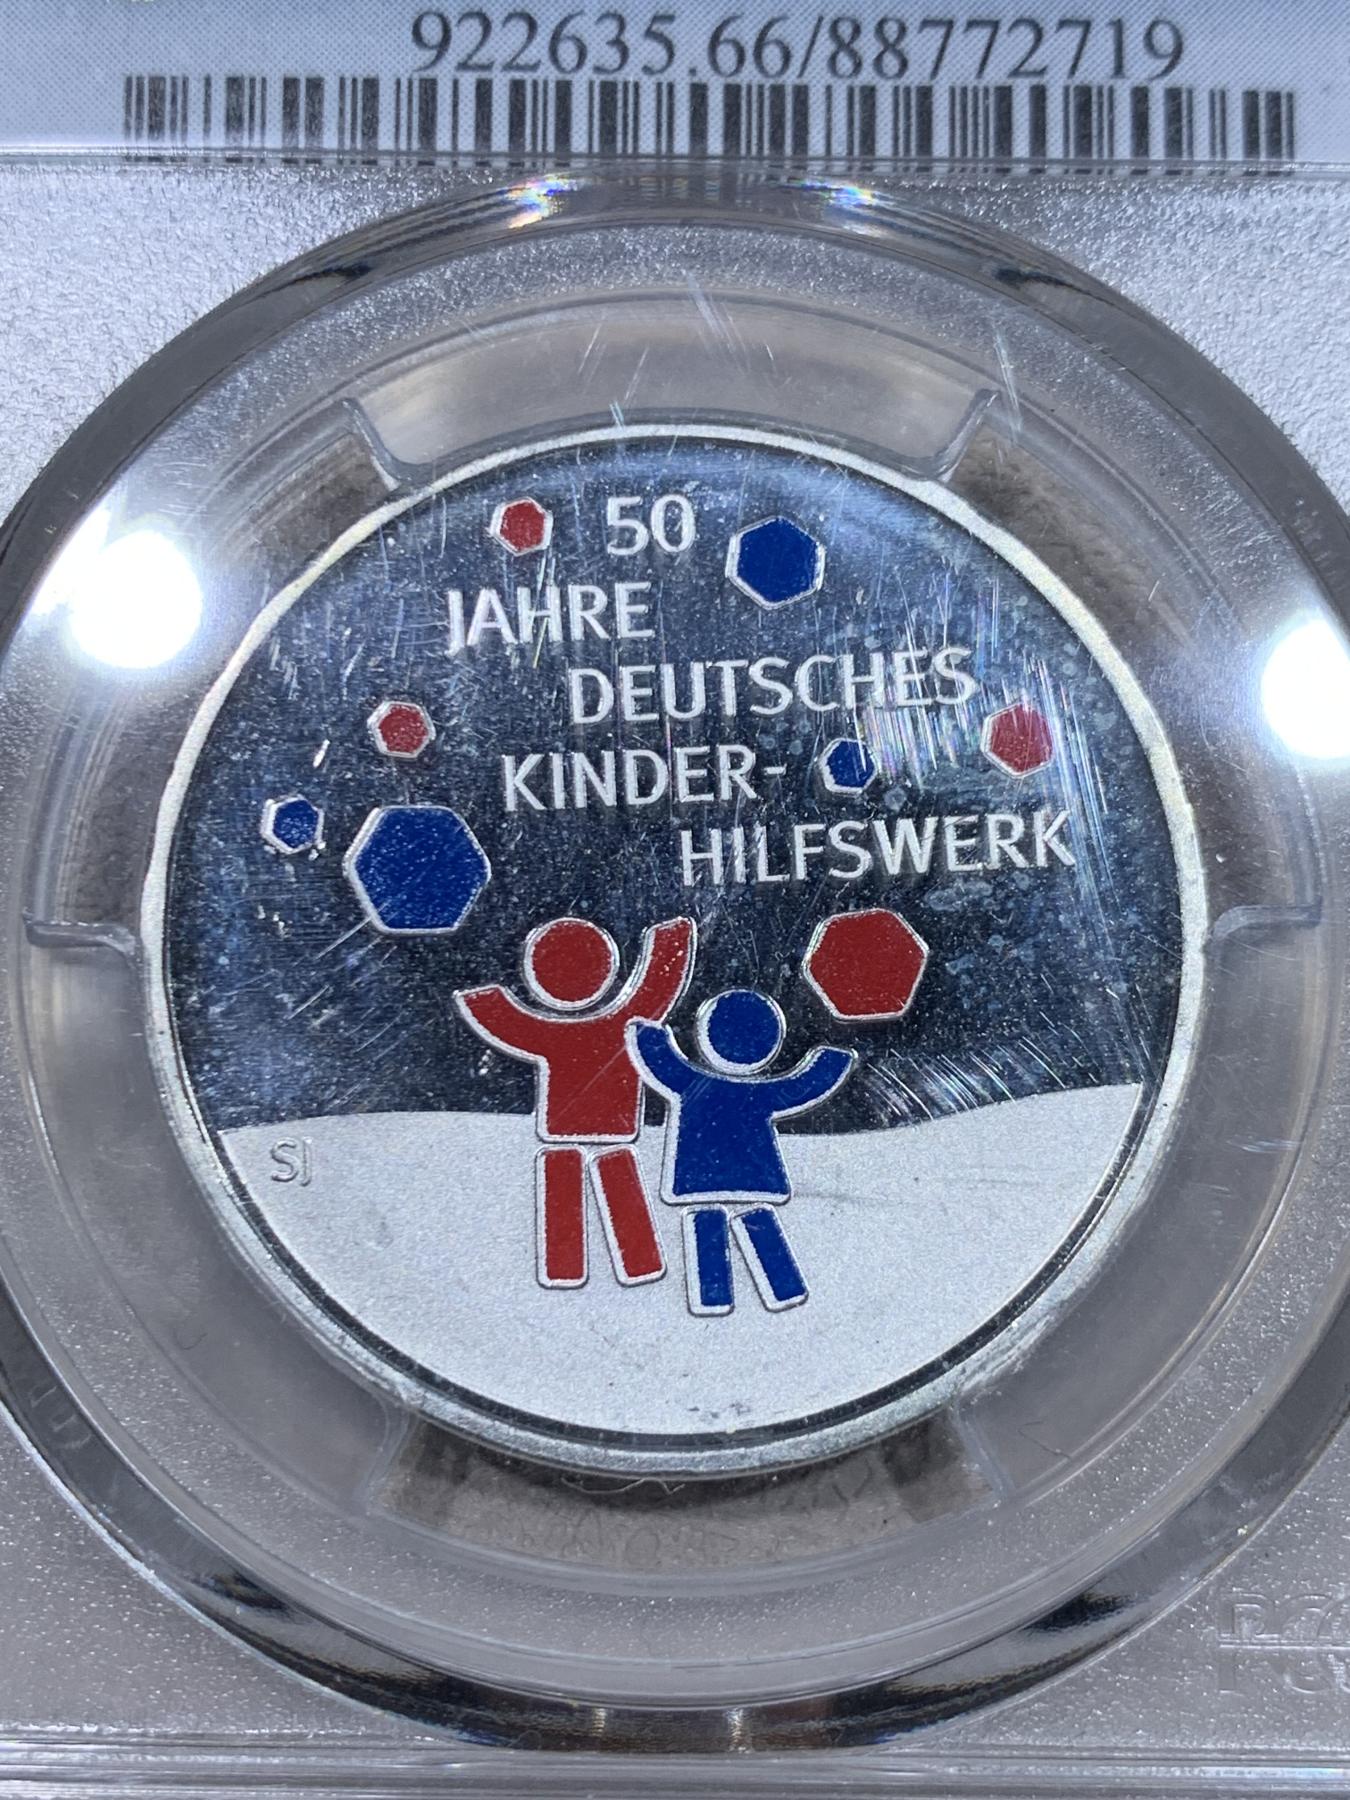 922635.66/88772719
50
JAHRE
DEUTSCHES
KINDER-
HILFSWERK
SJ